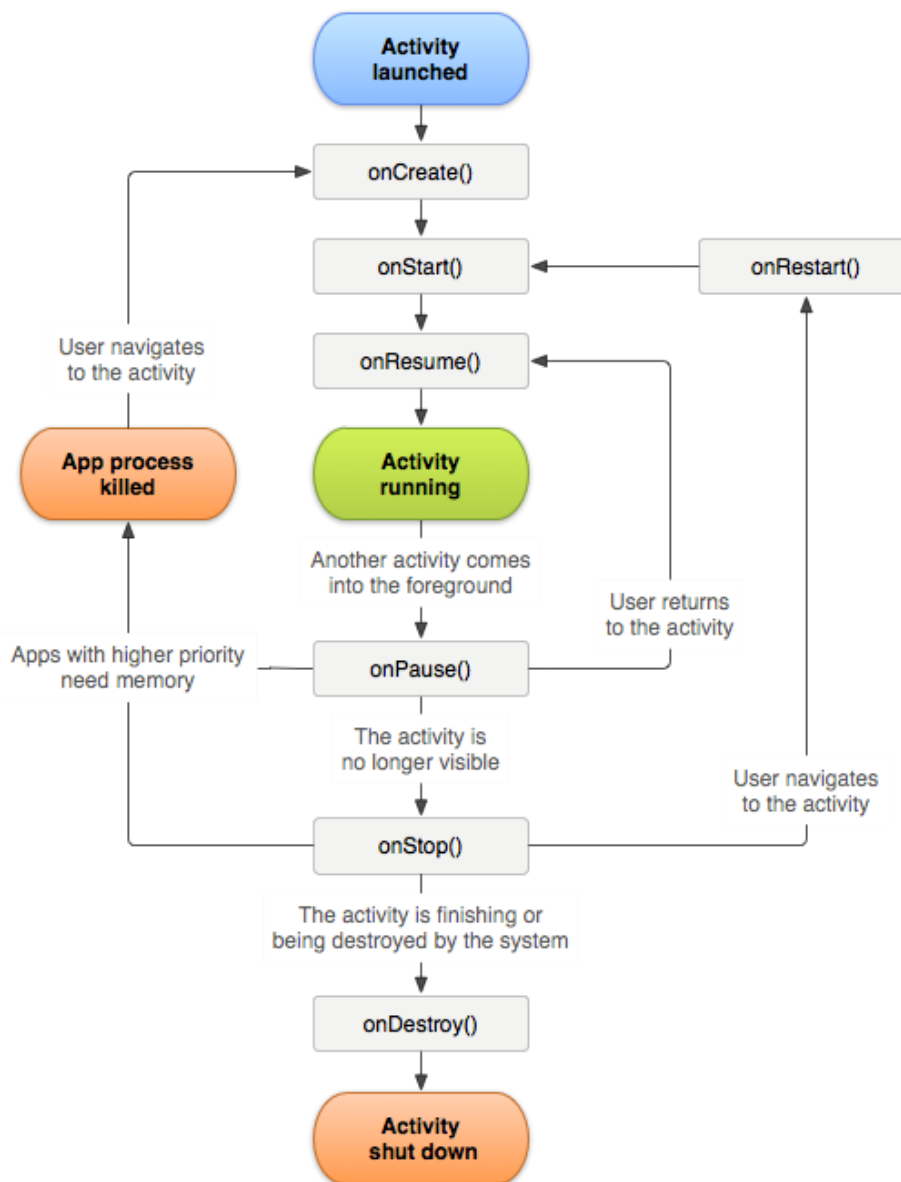 Activity
launched
onCreate()
onStart()
onRestart()
User navigates
to the activity
onResume()
App process
killed
Activity
running
Another activity comes
into the foreground
User returns
to the activity
Apps with higher priority
need memory
onPause()
The activity is
no longer visible
User navigates
to the activity
onStop()
The activity is finishing or
being destroyed by the system
onDestroy()
Activity
shut down